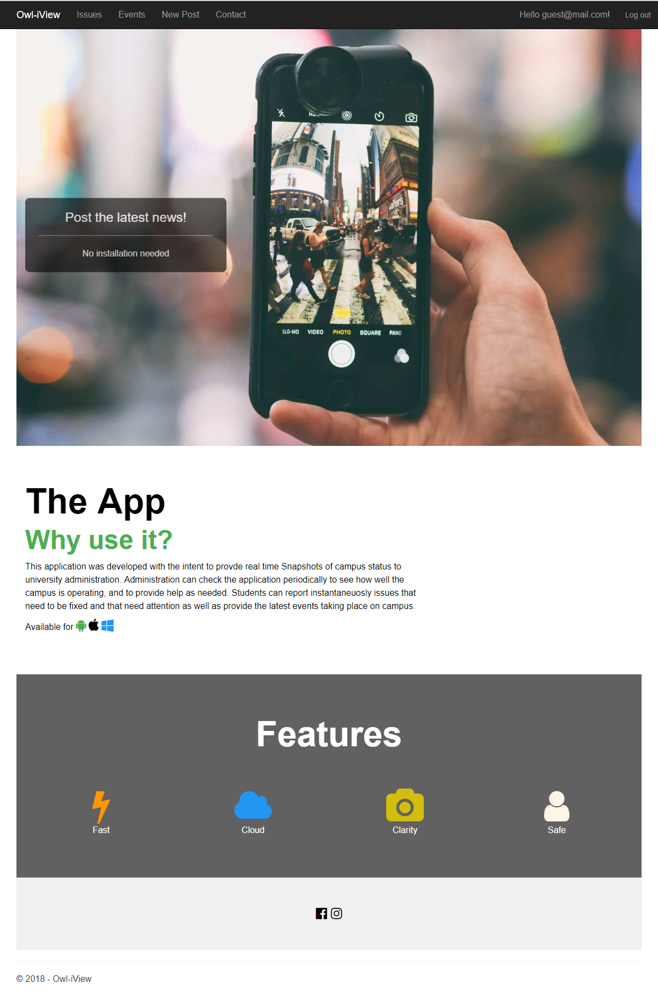 Owl-iView Issues Events New Post Contact Hello guest@mail.com! Log out
HDR
CHASE CHASE
Post the latest news!
No installation needed
HDR
SLO-MO VIDEO PHOTO SQUARE PANO
The App
Why use it?
This application was developed with the intent to provde real time Snapshots of campus status to
university administration. Administration can check the application periodically to see how well the
campus is operating, and to provide help as needed. Students can report instantaneuosly issues that
need to be fixed and that need attention as well as provide the latest events taking place on campus.
Available for
Features
Fast Cloud Clarity Safe
© 2018 - Owl-iView